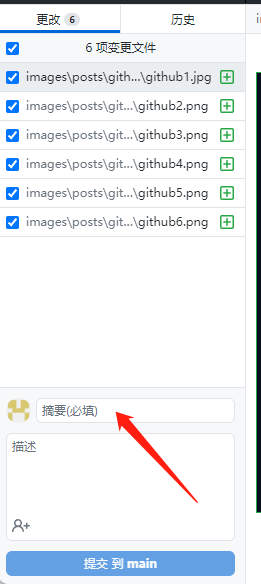 更改 6 历史
6 项变更文件
images\posts\gith...\github1.jpg
images\posts\git...\github2.png
images\posts\git...\github3.png
images\posts\git...\github4.png
images\posts\git...\github5.png
images\posts\git...\github6.png
摘要(必填)
描述
提交 到 main